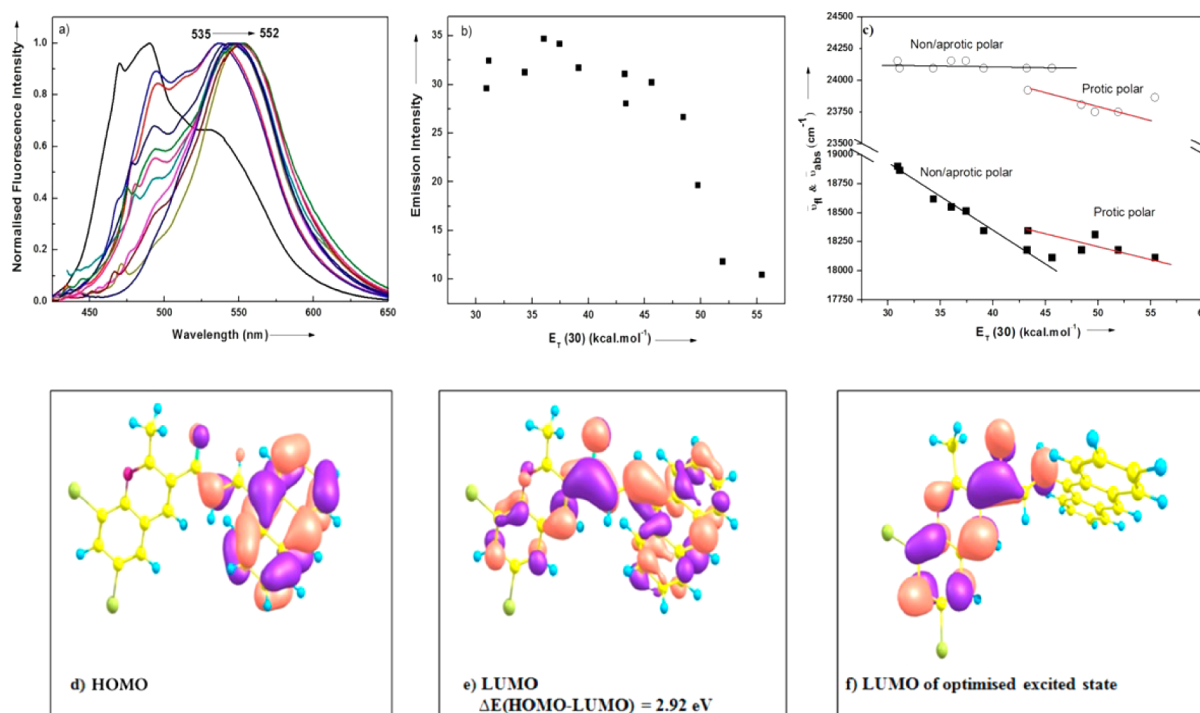 a)
535 → 552
Normalised Fluorescence Intensity
1.0
0.8
0.6
0.4
0.2
0.0
450 500 550 600 650
Wavelength (nm)
b)
Emission Intensity
35
30
25
20
15
10
30 35 40 45 50 55
E_T (30) (kcal.mol⁻¹)
c)
ῡ_fl & ῡ_abs (cm⁻¹)
24500
24250
24000
23750
23500
19000
18750
18500
18250
18000
17750
Non/aprotic polar
Protic polar
Non/aprotic polar
Protic polar
30 35 40 45 50 55
E_T (30) (kcal.mol⁻¹)
d) HOMO
e) LUMO
ΔE(HOMO-LUMO) = 2.92 eV
f) LUMO of optimised excited state